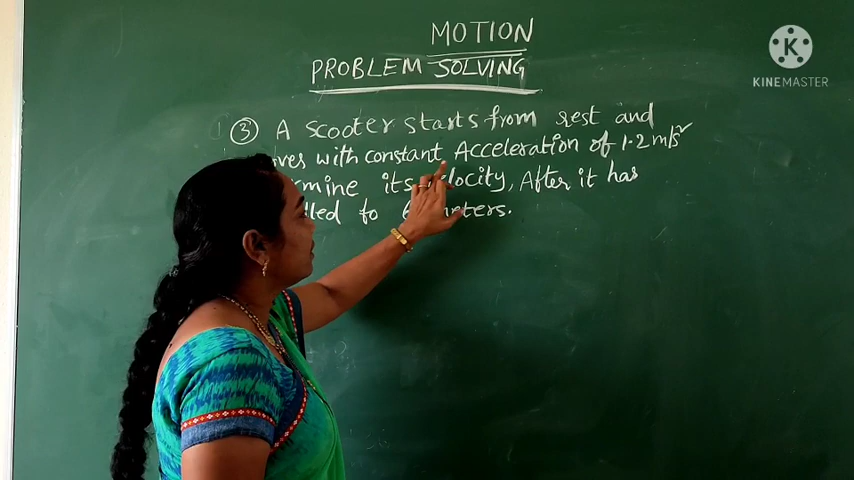 MOTION
PROBLEM SOLVING
K
KINEMASTER
③ A scooter starts from rest and
ves with constant Acceleration of 1.2 m/s²
rmine its velocity, After it has
lled to 6 meters.